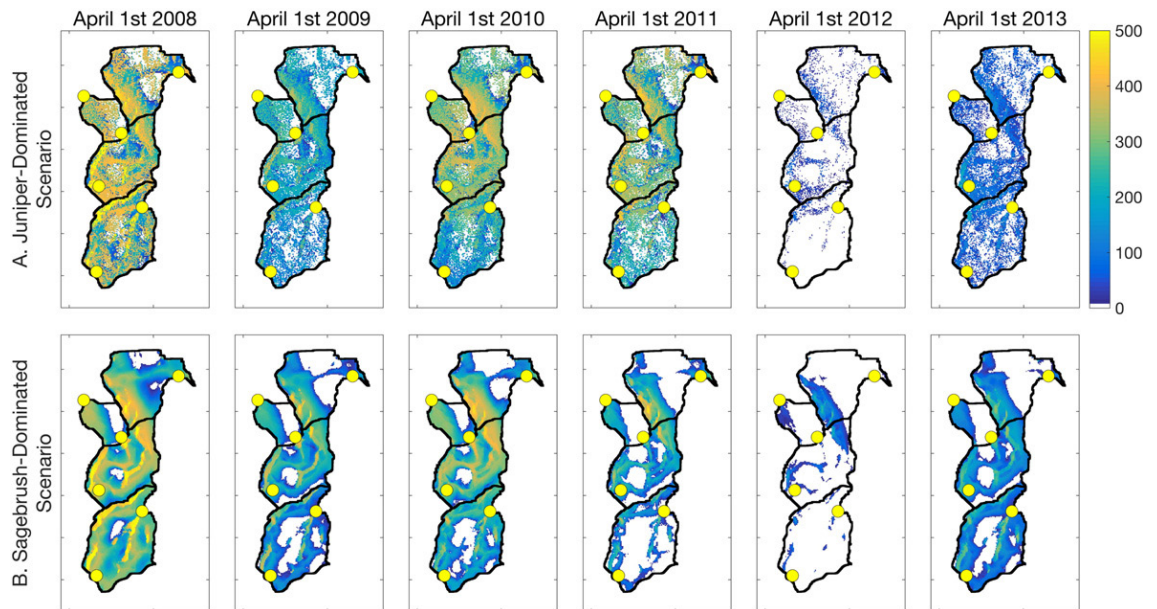 April 1st 2008
April 1st 2009
April 1st 2010
April 1st 2011
April 1st 2012
April 1st 2013
A. Juniper-Dominated
Scenario
500
400
300
200
100
0
B. Sagebrush-Dominated
Scenario